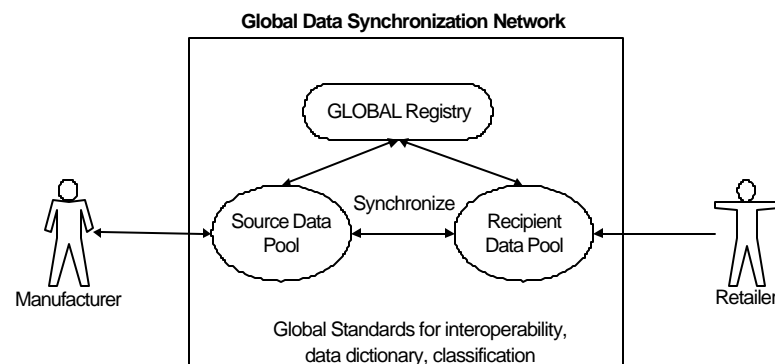 Global Data Synchronization Network
GLOBAL Registry
Synchronize
Source Data
Pool
Recipient
Data Pool
Manufacturer
Retailer
Global Standards for interoperability,
data dictionary, classification